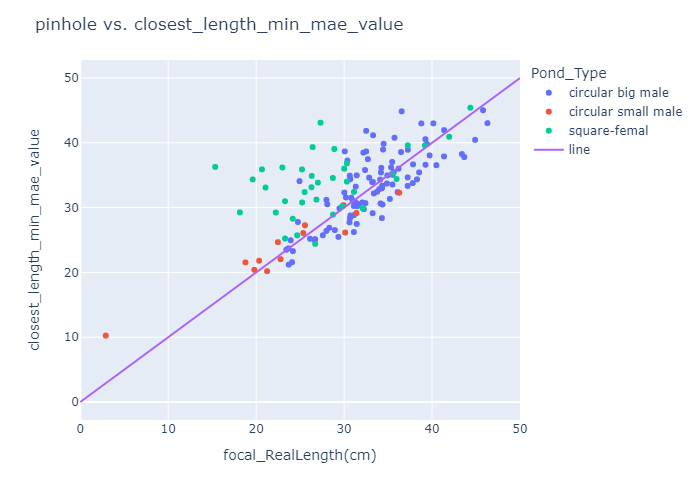 pinhole vs. closest_length_min_mae_value
Pond_Type
circular big male
circular small male
square-femal
line
closest_length_min_mae_value
50
40
30
20
10
0
0
10
20
30
40
50
focal_RealLength(cm)